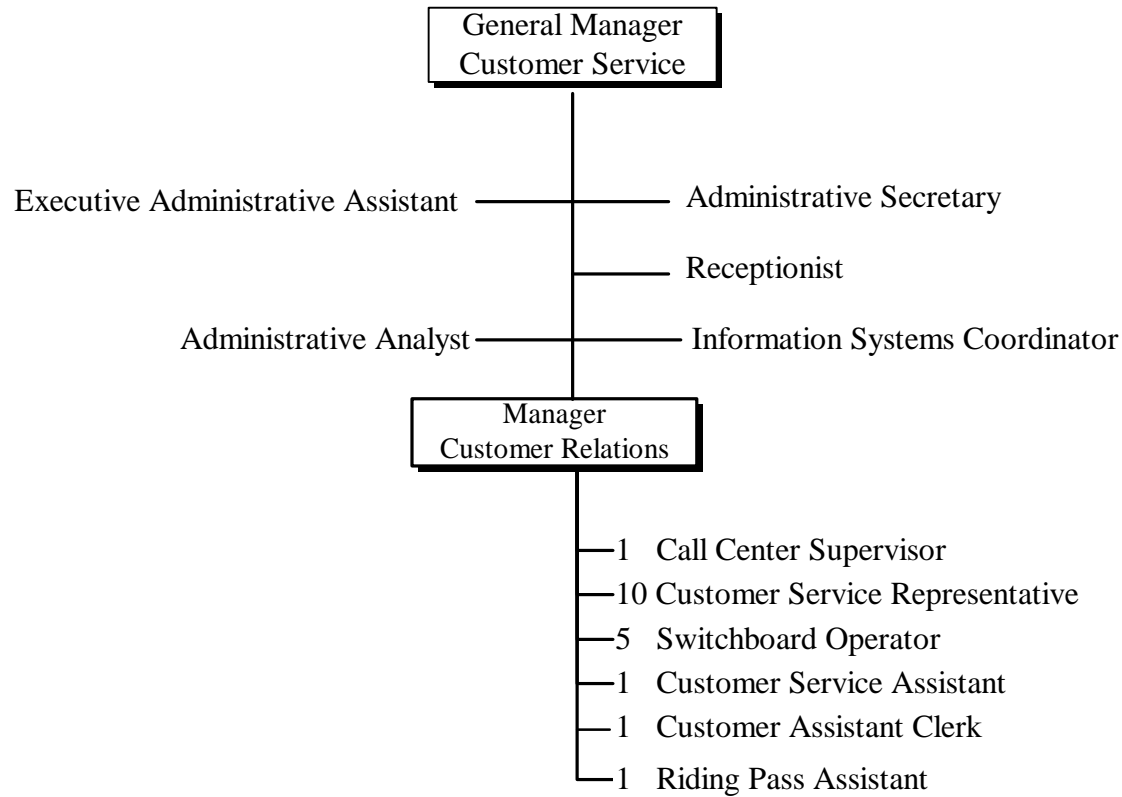 General Manager
Customer Service
Executive Administrative Assistant
Administrative Secretary
Receptionist
Administrative Analyst
Information Systems Coordinator
Manager
Customer Relations
1 Call Center Supervisor
10 Customer Service Representative
5 Switchboard Operator
1 Customer Service Assistant
1 Customer Assistant Clerk
1 Riding Pass Assistant